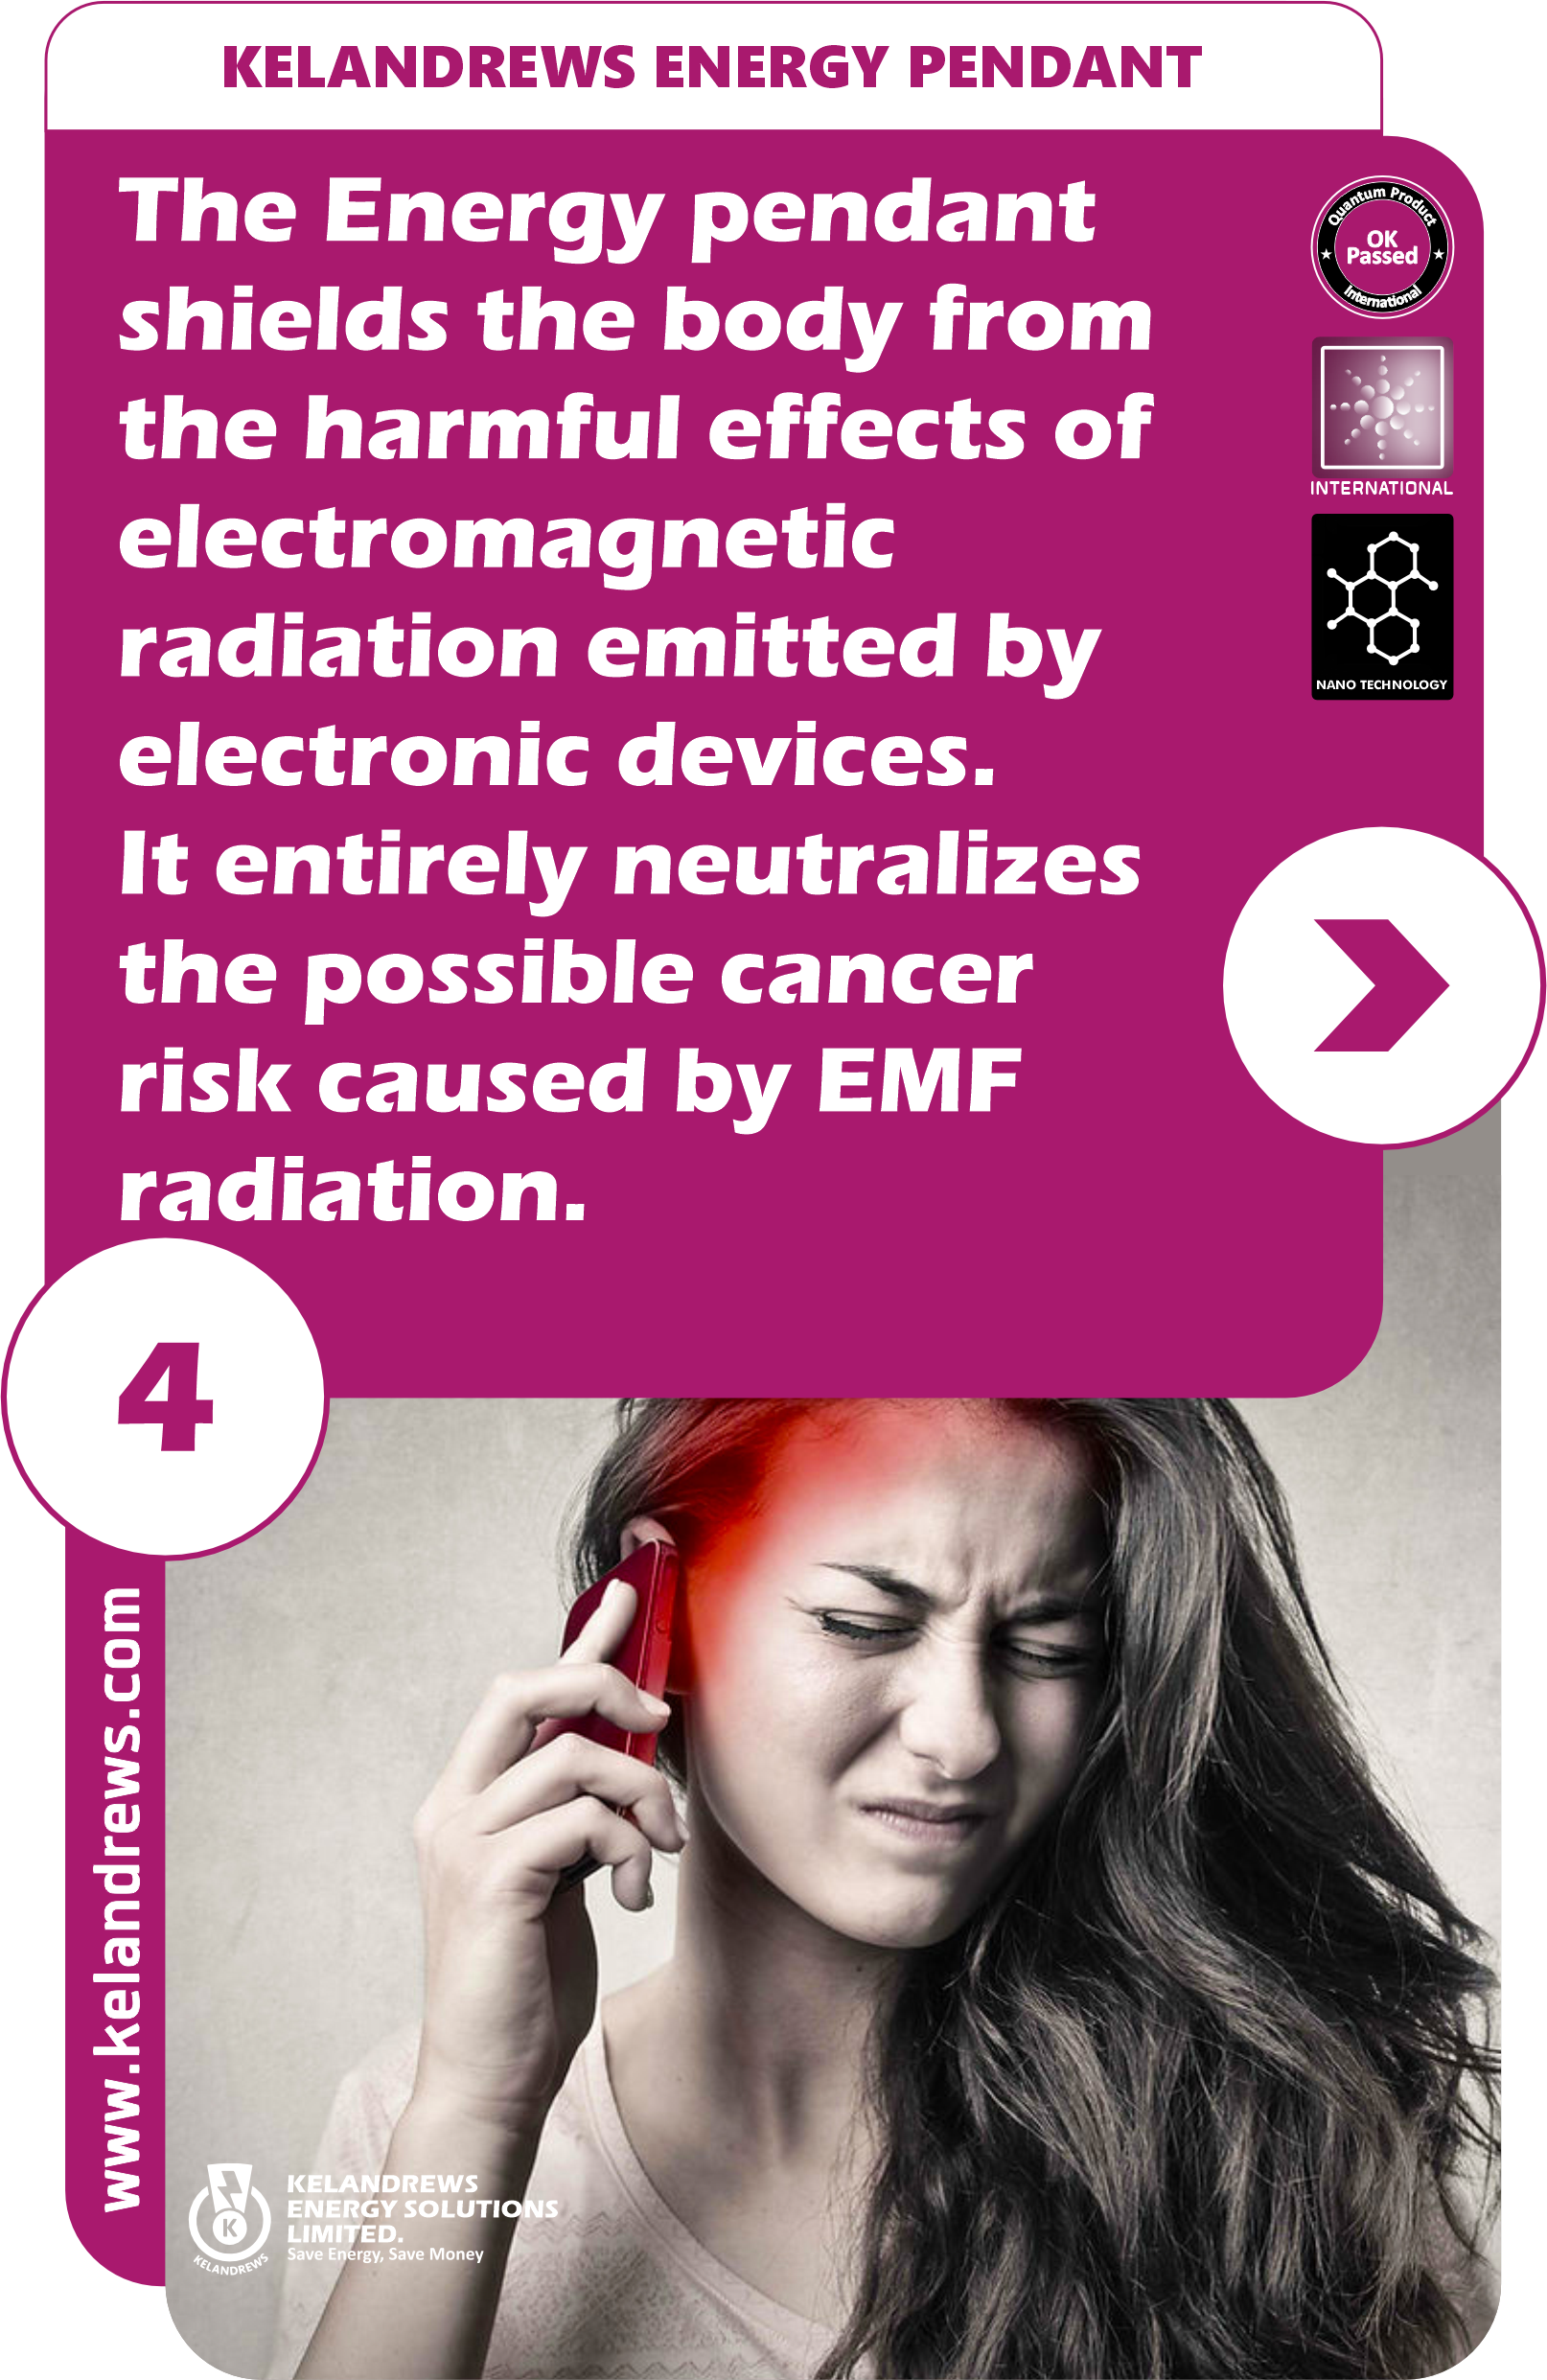 KELANDREWS ENERGY PENDANT
The Energy pendant
shields the body from
the harmful effects of
electromagnetic
radiation emitted by
electronic devices.
It entirely neutralizes
the possible cancer
risk caused by EMF
radiation.
Quantum Product
OK
Passed
International
INTERNATIONAL
NANO TECHNOLOGY
4
www.kelandrews.com
K
KELANDREWS
KELANDREWS
ENERGY SOLUTIONS
LIMITED.
Save Energy, Save Money